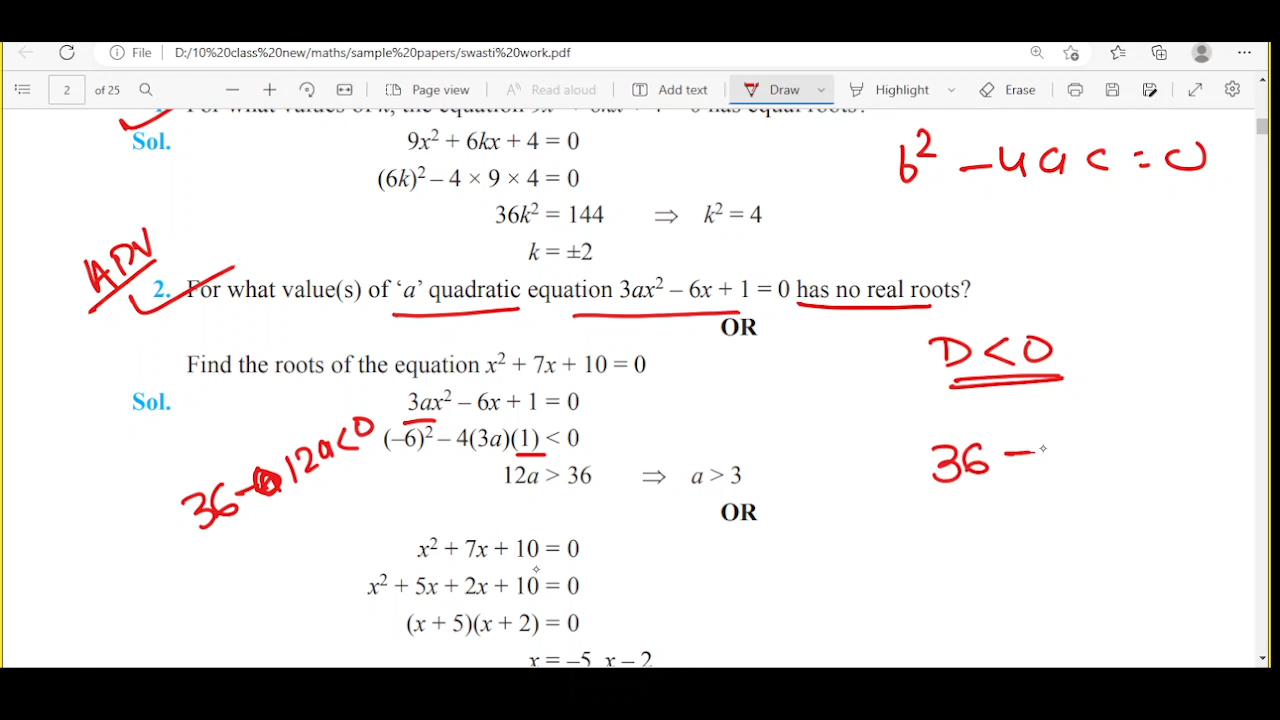 File D:/10%20class%20new/maths/sample%20papers/swasti%20work.pdf
2 of 25 Page view Read aloud Add text Draw Highlight Erase
Sol. 9x² + 6kx + 4 = 0
b² – 4ac = 0
(6k)² – 4 × 9 × 4 = 0
36k² = 144 ⇒ k² = 4
k = ±2
ADV
2. For what value(s) of ‘a’ quadratic equation 3ax² – 6x + 1 = 0 has no real roots?
OR
D < 0
Find the roots of the equation x² + 7x + 10 = 0
Sol. 3ax² – 6x + 1 = 0
(–6)² – 4(3a)(1) < 0
36 – 12a < 0
36 –
12a > 36 ⇒ a > 3
OR
x² + 7x + 10 = 0
x² + 5x + 2x + 10 = 0
(x + 5)(x + 2) = 0
x = –5, x – 2